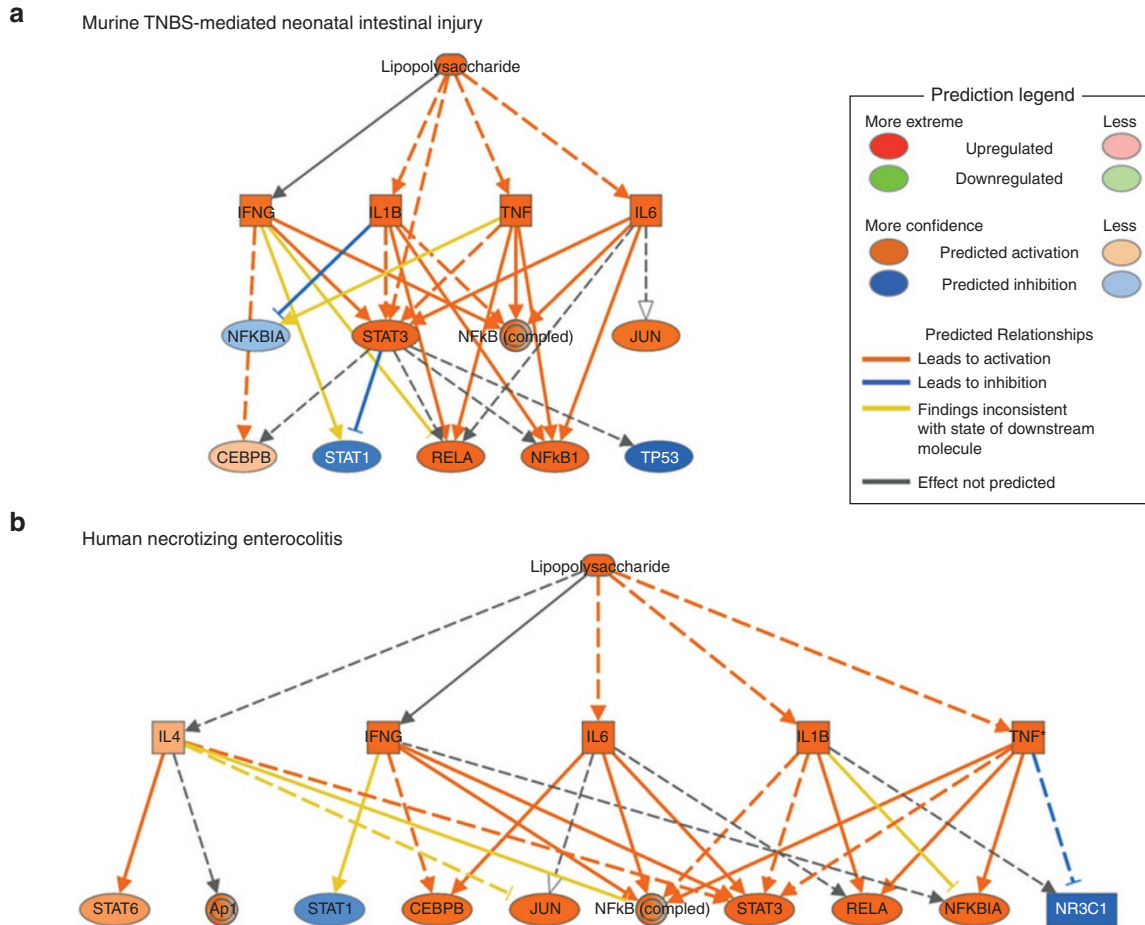 a
Murine TNBS-mediated neonatal intestinal injury
Lipopolysaccharide
IFNG IL1B TNF IL6
NFKBIA STAT3 NFkB (compled) JUN
CEBPB STAT1 RELA NFkB1 TP53
Prediction legend
More extreme Less
Upregulated
Downregulated
More confidence Less
Predicted activation
Predicted inhibition
Predicted Relationships
Leads to activation
Leads to inhibition
Findings inconsistent
with state of downstream
molecule
Effect not predicted
b
Human necrotizing enterocolitis
Lipopolysaccharide
IL4 IFNG IL6 IL1B TNF*
STAT6 Ap1 STAT1 CEBPB JUN NFkB (compled) STAT3 RELA NFKBIA NR3C1